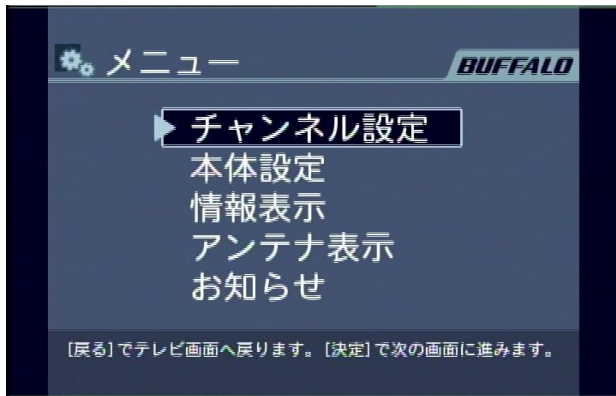 メニュー
BUFFALO
チャンネル設定
本体設定
情報表示
アンテナ表示
お知らせ
[戻る]でテレビ画面へ戻ります。[決定]で次の画面に進みます。